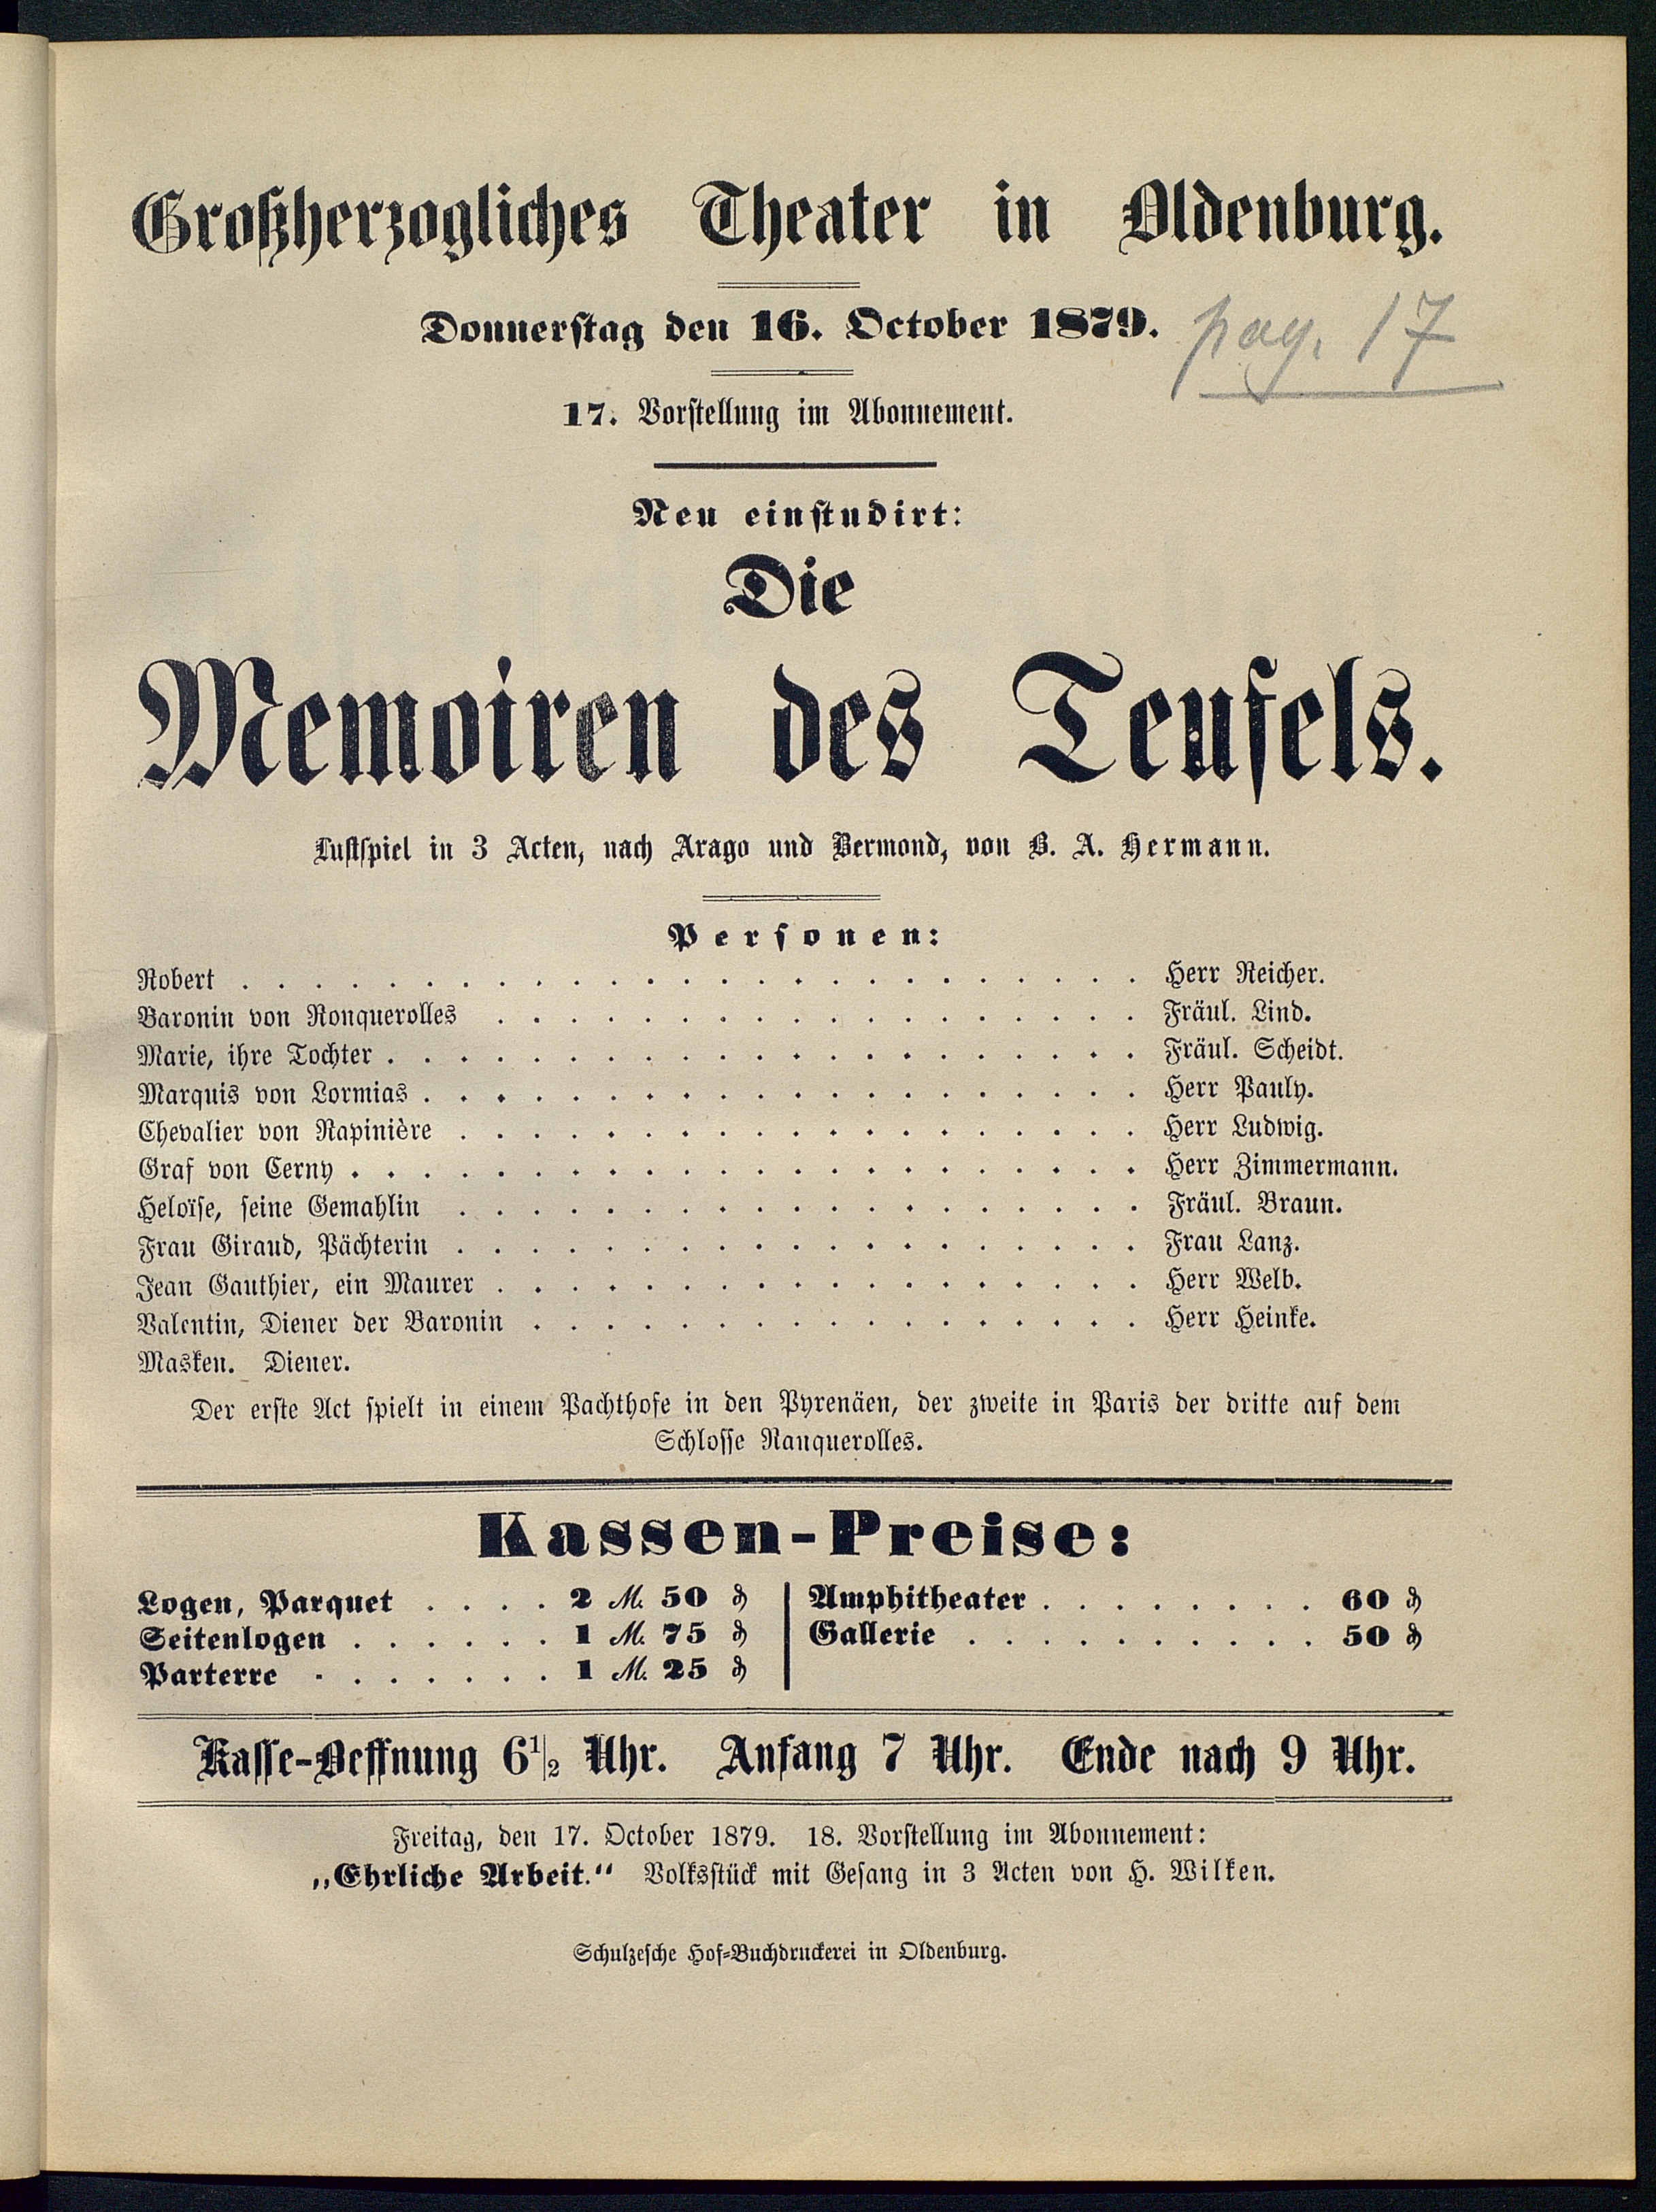 Großherzogliches Theater in Oldenburg.
Donnerstag den 16. October 1879.
pag. 17
17. Vorstellung im Abonnement.
Neu einstudirt:
Die
Memoiren des Teufels.
Lustspiel in 3 Acten, nach Arago und Bermond, von B. A. Hermann.
Personen:
Robert . . . . . . . . . . . . . . . . . . . . . . . . . Herr Reicher.
Baronin von Ronquerolles . . . . . . . . . . . . . . . . . . Fräul. Lind.
Marie, ihre Tochter . . . . . . . . . . . . . . . . . . . . . Fräul. Scheidt.
Marquis von Lormias . . . . . . . . . . . . . . . . . . . . Herr Pauly.
Chevalier von Rapinière . . . . . . . . . . . . . . . . . . . Herr Ludwig.
Graf von Cerny . . . . . . . . . . . . . . . . . . . . . . Herr Zimmermann.
Heloïse, seine Gemahlin . . . . . . . . . . . . . . . . . . . Fräul. Braun.
Frau Giraud, Pächterin . . . . . . . . . . . . . . . . . . . Frau Lanz.
Jean Gauthier, ein Maurer . . . . . . . . . . . . . . . . . . Herr Welb.
Valentin, Diener der Baronin . . . . . . . . . . . . . . . . . Herr Heinke.
Masken. Diener.
Der erste Act spielt in einem Pachthofe in den Pyrenäen, der zweite in Paris der dritte auf dem
Schlosse Ranquerolles.
Kassen-Preise:
Logen, Parquet . . . . 2 M. 50 ₰
Seitenlogen . . . . . . 1 M. 75 ₰
Parterre . . . . . . . 1 M. 25 ₰
Amphitheater . . . . . . . . 60 ₰
Gallerie . . . . . . . . . . 50 ₰
Kasse-Oeffnung 6½ Uhr. Anfang 7 Uhr. Ende nach 9 Uhr.
Freitag, den 17. October 1879. 18. Vorstellung im Abonnement:
„Ehrliche Arbeit.“ Volksstück mit Gesang in 3 Acten von H. Wilken.
Schulzesche Hof-Buchdruckerei in Oldenburg.